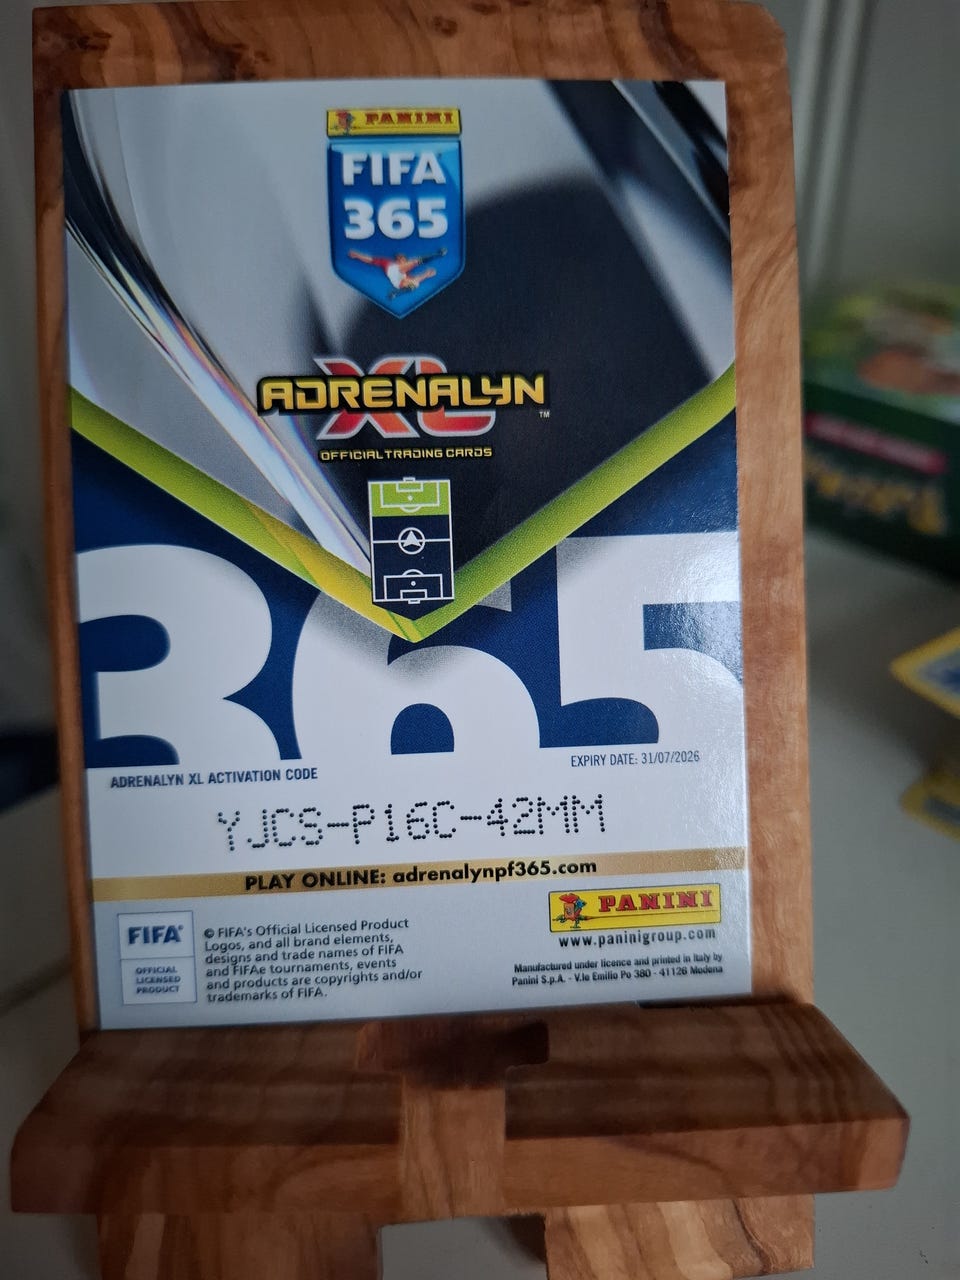 PANINI
FIFA
365
XL
ADRENALYN
TM
OFFICIAL TRADING CARDS
365
ADRENALYN XL ACTIVATION CODE
EXPIRY DATE: 31/07/2026
YJCS-P16C-42MM
PLAY ONLINE: adrenalynpf365.com
FIFA®
OFFICIAL
LICENSED
PRODUCT
© FIFA's Official Licensed Product
Logos, and all brand elements,
designs and trade names of FIFA
and FIFAe tournaments, events
and products are copyrights and/or
trademarks of FIFA.
PANINI
www.paninigroup.com
Manufactured under licence and printed in Italy by
Panini S.p.A. - V.le Emilio Po 380 - 41126 Modena